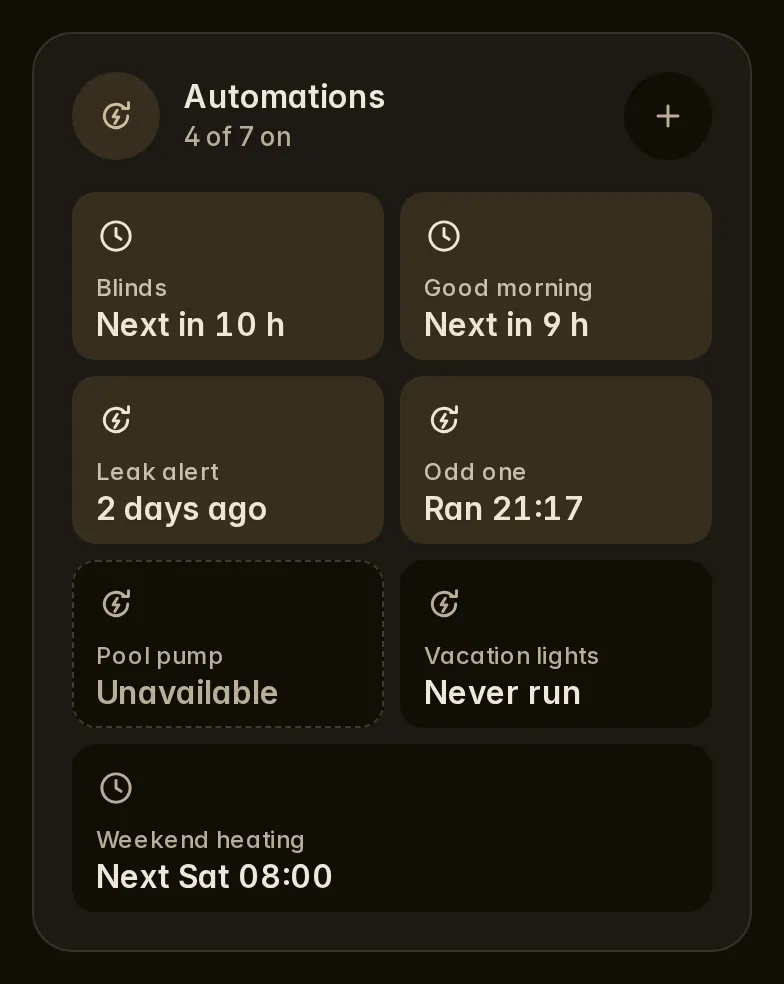 Automations
4 of 7 on
Blinds
Next in 10 h
Good morning
Next in 9 h
Leak alert
2 days ago
Odd one
Ran 21:17
Pool pump
Unavailable
Vacation lights
Never run
Weekend heating
Next Sat 08:00